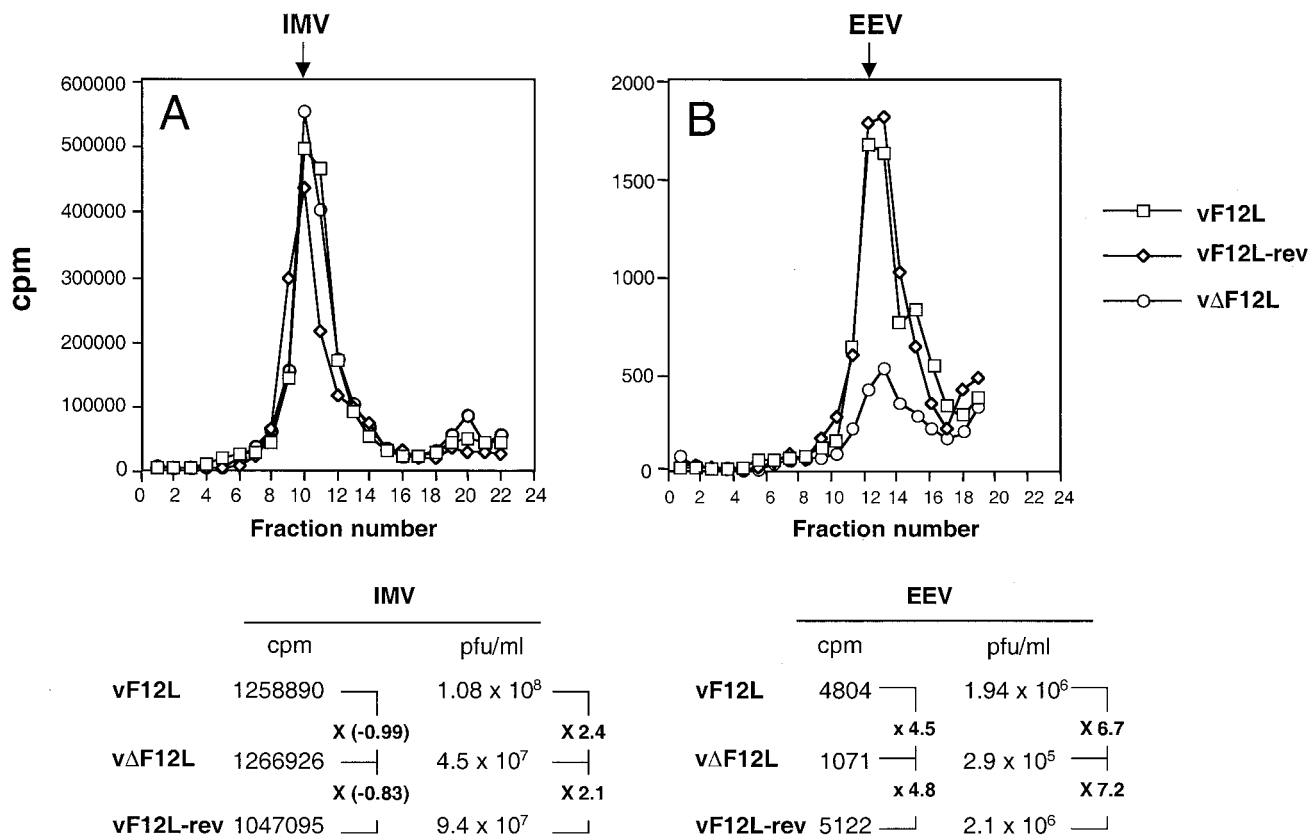 IMV
EEV
A
600000
500000
400000
300000
200000
100000
0
cpm
0 2 4 6 8 10 12 14 16 18 20 22 24
Fraction number
B
2000
1500
1000
500
0
0 2 4 6 8 10 12 14 16 18 20 22 24
Fraction number
vF12L
vF12L-rev
vΔF12L
IMV
cpm pfu/ml
vF12L 1258890 1.08 x 10⁸
X (-0.99) X 2.4
vΔF12L 1266926 4.5 x 10⁷
X (-0.83) X 2.1
vF12L-rev 1047095 9.4 x 10⁷
EEV
cpm pfu/ml
vF12L 4804 1.94 x 10⁶
x 4.5 X 6.7
vΔF12L 1071 2.9 x 10⁵
x 4.8 X 7.2
vF12L-rev 5122 2.1 x 10⁶